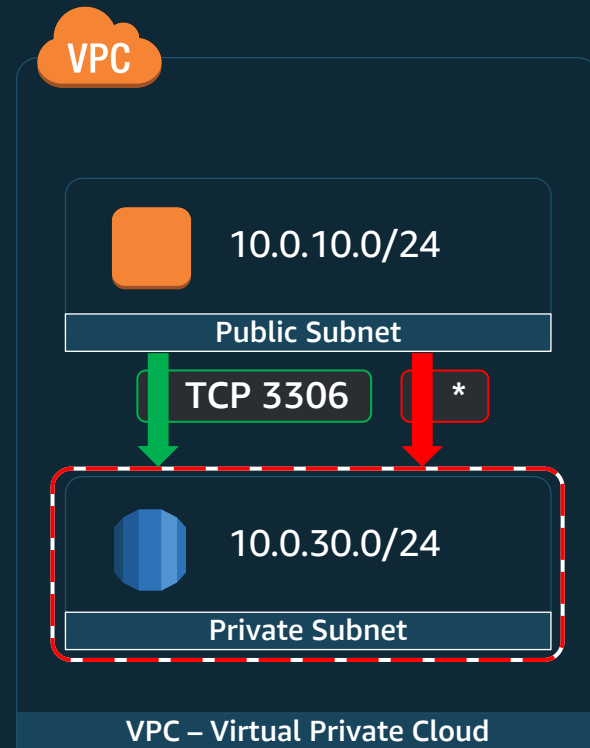 VPC
10.0.10.0/24
Public Subnet
TCP 3306
*
10.0.30.0/24
Private Subnet
VPC – Virtual Private Cloud